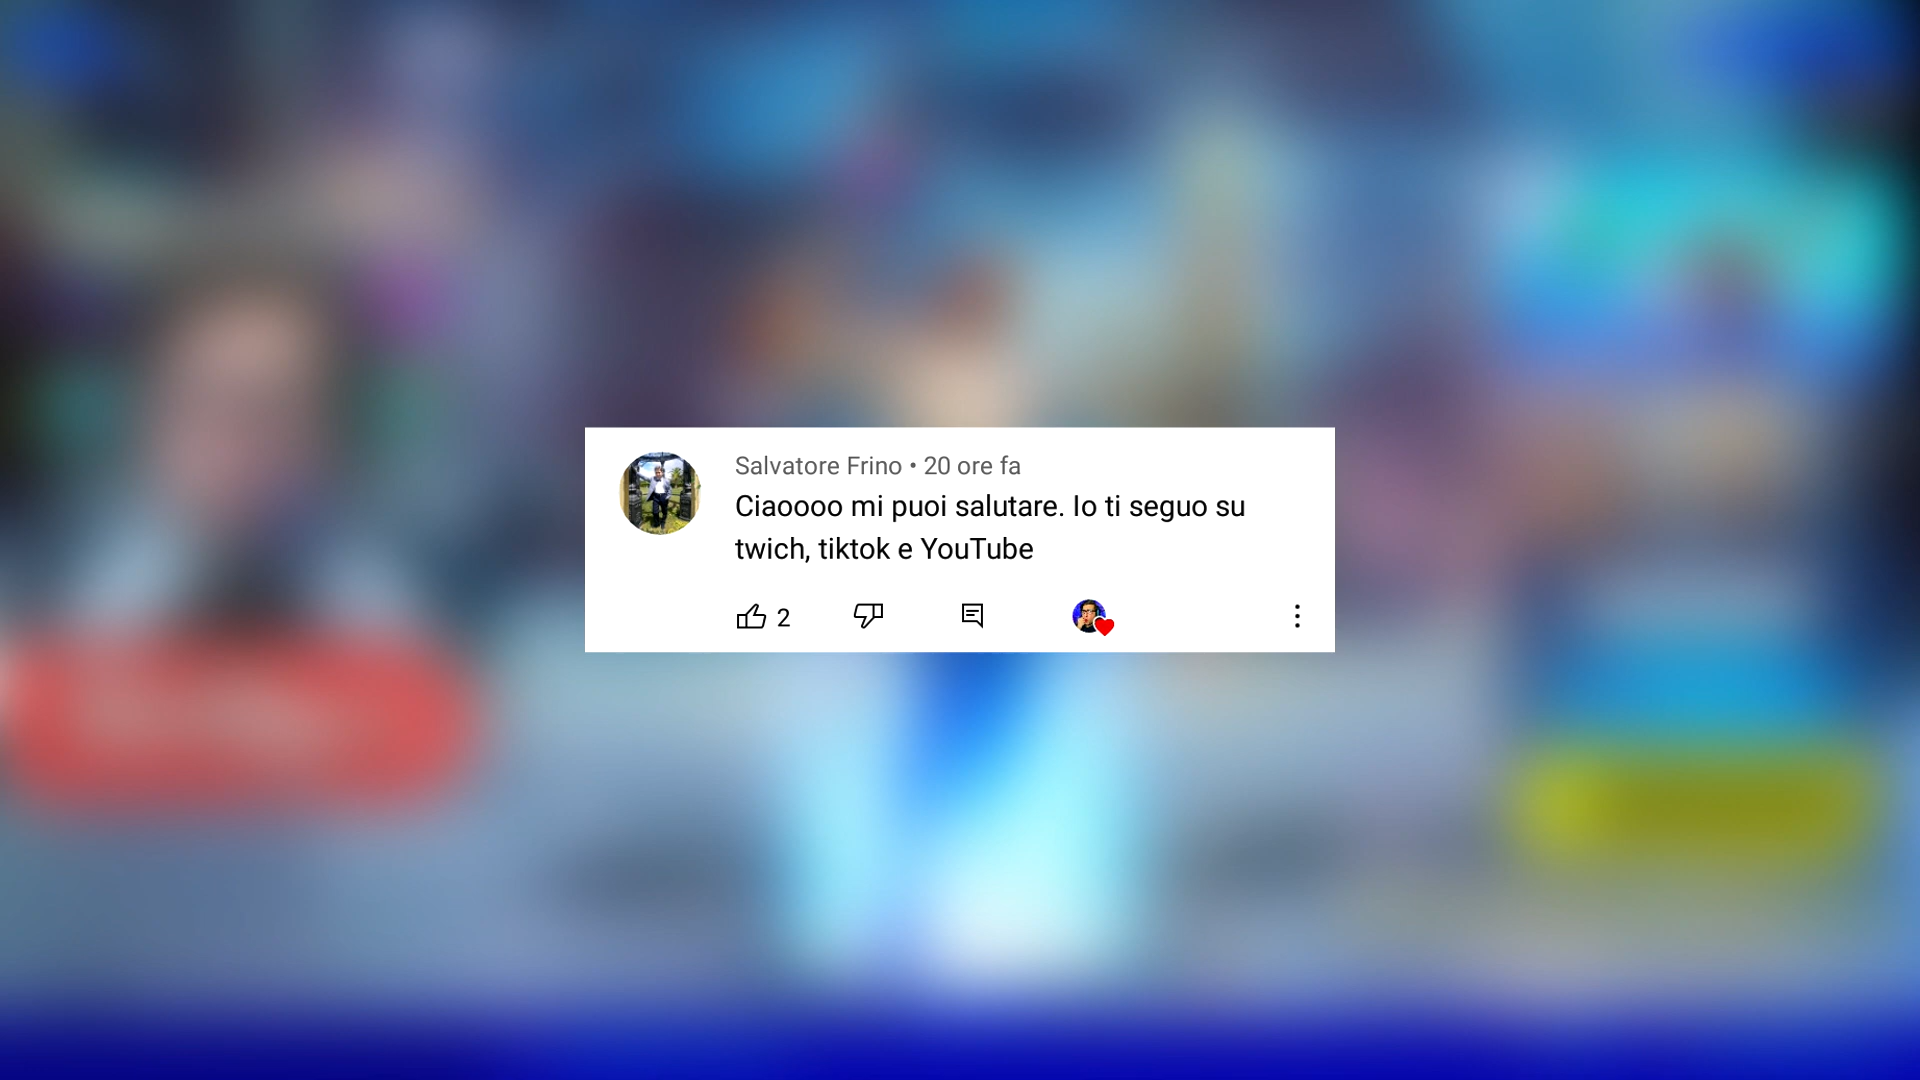 Salvatore Frino • 20 ore fa
Ciaoooo mi puoi salutare. Io ti seguo su
twich, tiktok e YouTube
2